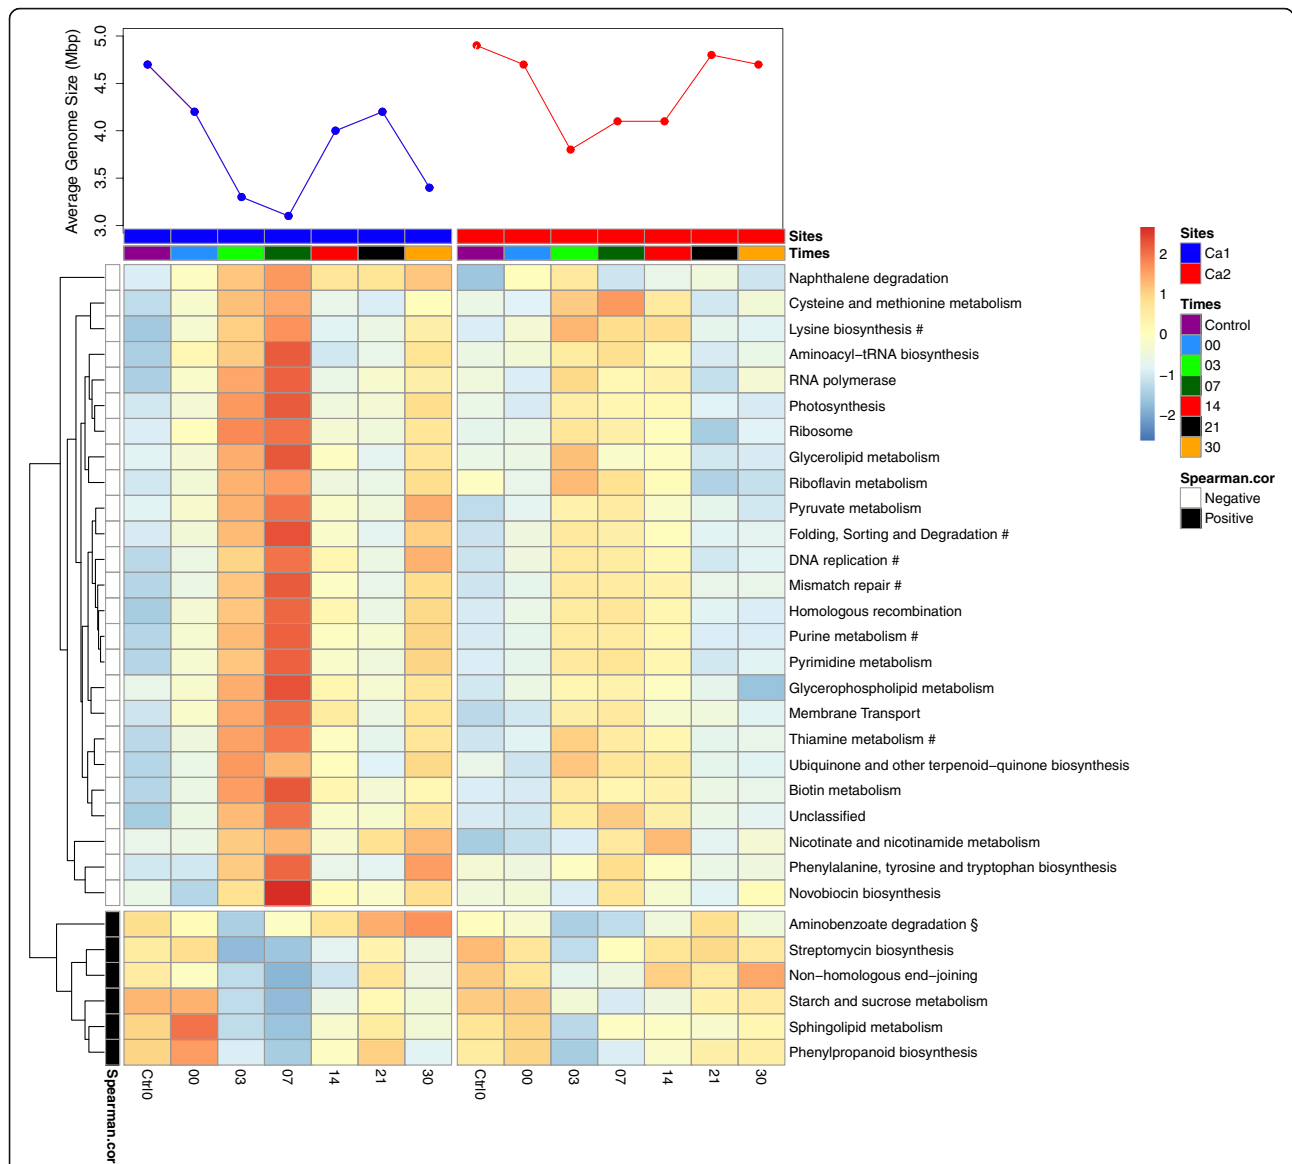 Average Genome Size (Mbp)
5.0
4.5
4.0
3.5
3.0
Sites
Times
Naphthalene degradation
Cysteine and methionine metabolism
Lysine biosynthesis #
Aminoacyl−tRNA biosynthesis
RNA polymerase
Photosynthesis
Ribosome
Glycerolipid metabolism
Riboflavin metabolism
Pyruvate metabolism
Folding, Sorting and Degradation #
DNA replication #
Mismatch repair #
Homologous recombination
Purine metabolism #
Pyrimidine metabolism
Glycerophospholipid metabolism
Membrane Transport
Thiamine metabolism #
Ubiquinone and other terpenoid−quinone biosynthesis
Biotin metabolism
Unclassified
Nicotinate and nicotinamide metabolism
Phenylalanine, tyrosine and tryptophan biosynthesis
Novobiocin biosynthesis
Aminobenzoate degradation §
Streptomycin biosynthesis
Non−homologous end−joining
Starch and sucrose metabolism
Sphingolipid metabolism
Phenylpropanoid biosynthesis
Spearman.cor
Ctrl0 00 03 07 14 21 30
Ctrl0 00 03 07 14 21 30
2
1
0
−1
−2
Sites
Ca1
Ca2
Times
Control
00
03
07
14
21
30
Spearman.cor
Negative
Positive